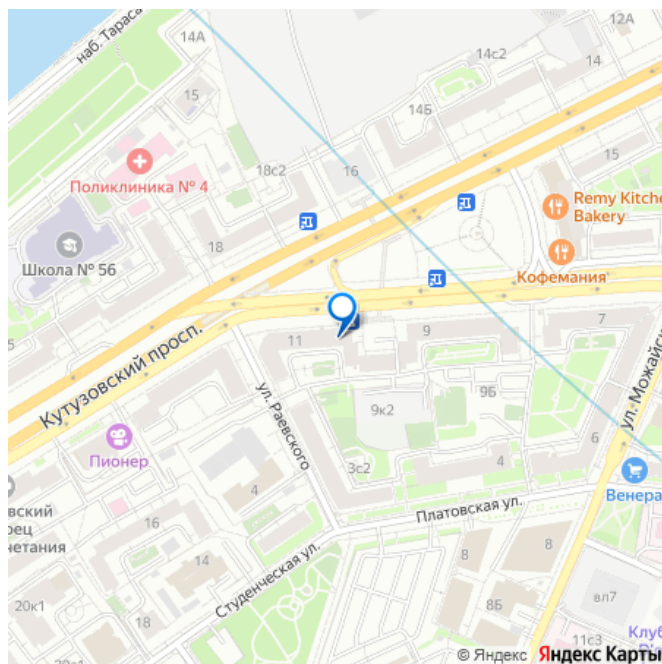 наб. Тараса
14А
12А
14с2
14
15
14Б
Поликлиника № 4
18с2
16
15
Remy Kitche
Bakery
Школа № 56
18
Кофемания
5
Кутузовский просп.
11
9
7
ул. Раевского
9к2
9Б
ул. Можайс
6
Пионер
3с2
4
4
Венера
вский
рец
нетания
16
Платовская ул.
14
Студенческая ул.
8
8
20к1
8Б
вл7
18
11с3
Клуб
© Яндекс Яндекс Карты